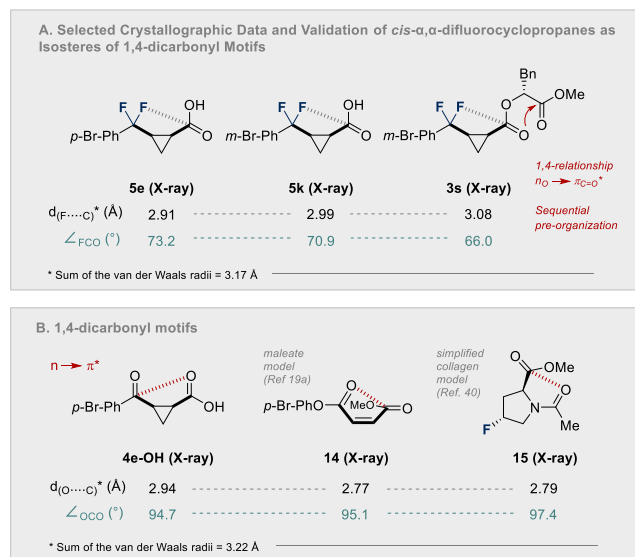 A. Selected Crystallographic Data and Validation of cis-α,α-difluorocyclopropanes as
Isosteres of 1,4-dicarbonyl Motifs
F F OH
O
p-Br-Ph
F F OH
O
m-Br-Ph
Bn
O OMe
O
F F
O
m-Br-Ph
5e (X-ray) 5k (X-ray) 3s (X-ray)
1,4-relationship
nO → πC=O*
Sequential
pre-organization
d(F····C)* (Å) 2.91 2.99 3.08
∠FCO (°) 73.2 70.9 66.0
* Sum of the van der Waals radii = 3.17 Å
B. 1,4-dicarbonyl motifs
n → π*
O O
p-Br-Ph OH
maleate
model
(Ref 19a)
O
MeO O
p-Br-PhO
simplified
collagen
model
(Ref. 40)
O OMe
O
N
F Me
4e-OH (X-ray) 14 (X-ray) 15 (X-ray)
d(O····C)* (Å) 2.94 2.77 2.79
∠OCO (°) 94.7 95.1 97.4
* Sum of the van der Waals radii = 3.22 Å